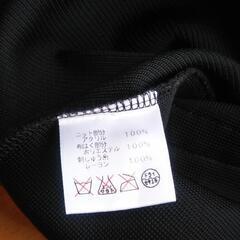 ニット部分
アクリル 100%
布はく部分
ポリエステル 100%
刺しゅう糸
レーヨン 100%